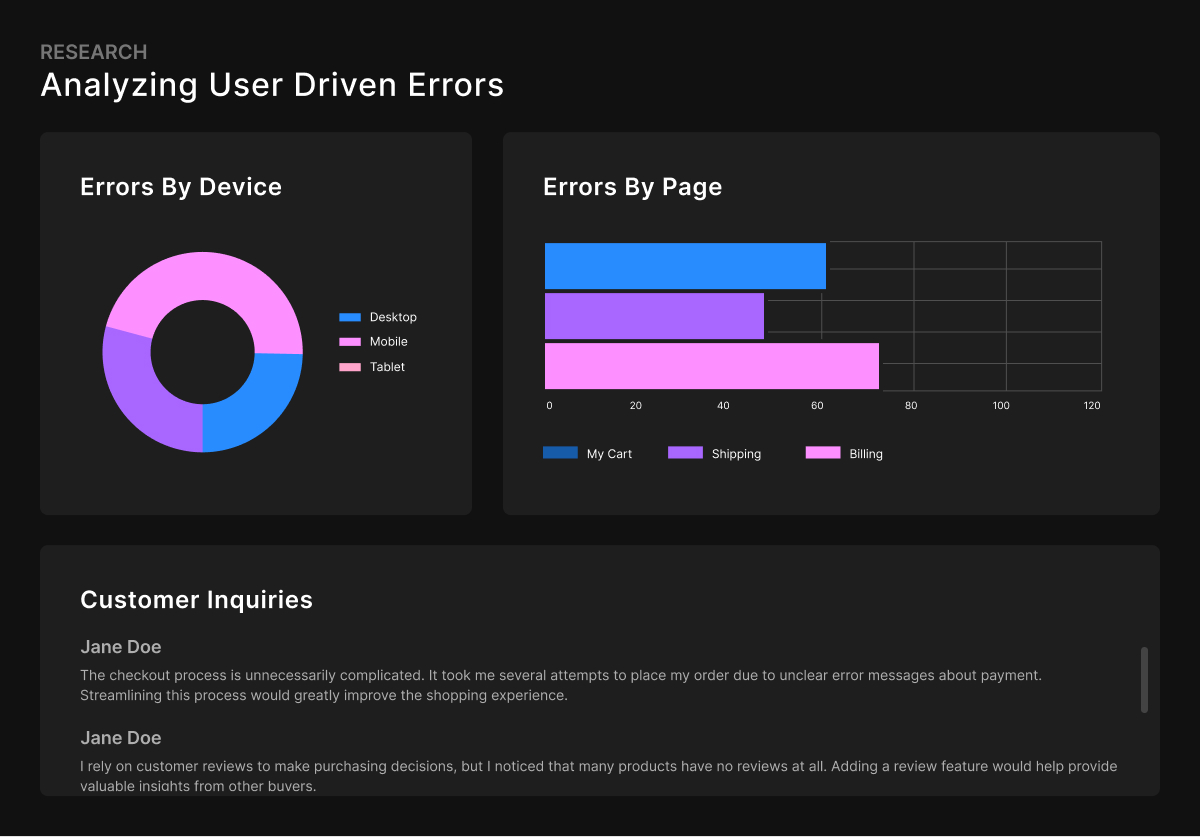 RESEARCH
Analyzing User Driven Errors
Errors By Device
Desktop
Mobile
Tablet
Errors By Page
0 20 40 60 80 100 120
My Cart Shipping Billing
Customer Inquiries
Jane Doe
The checkout process is unnecessarily complicated. It took me several attempts to place my order due to unclear error messages about payment.
Streamlining this process would greatly improve the shopping experience.
Jane Doe
I rely on customer reviews to make purchasing decisions, but I noticed that many products have no reviews at all. Adding a review feature would help provide
valuable insights from other buyers.